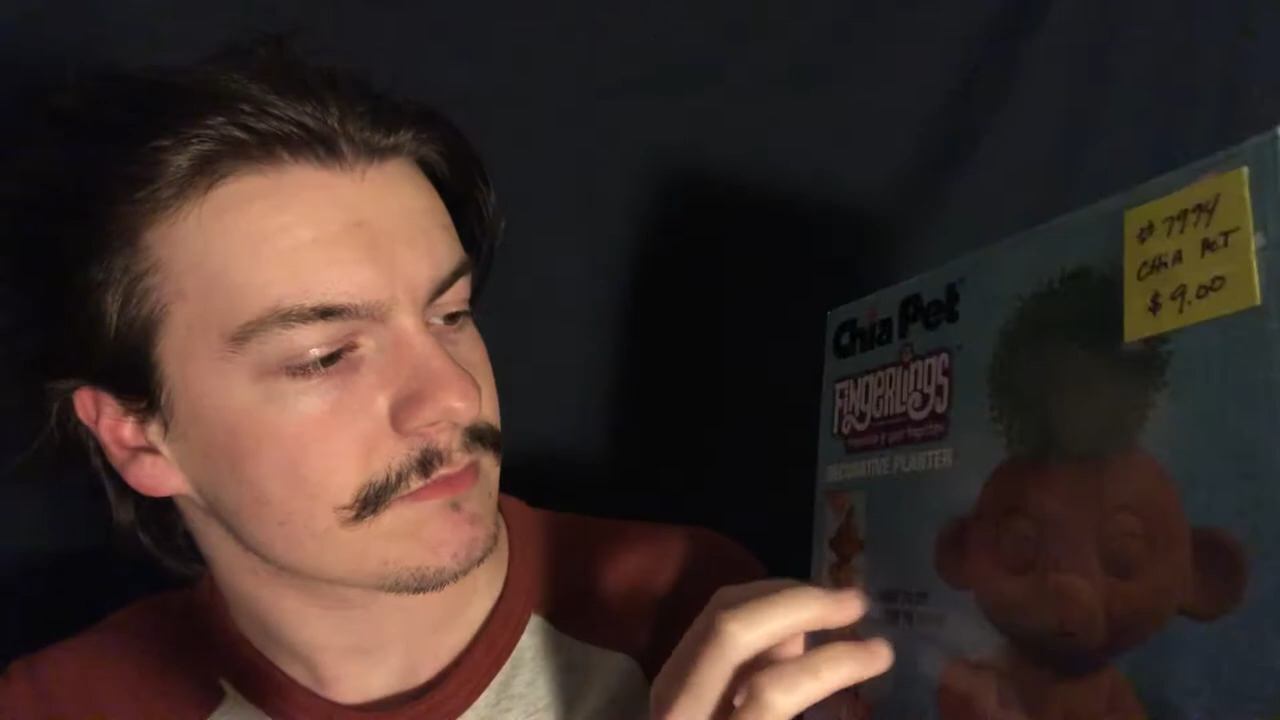 # 7994
CHIA PET
$ 9.00
Chia Pet
FINGERLINGS
DECORATIVE PLANTER